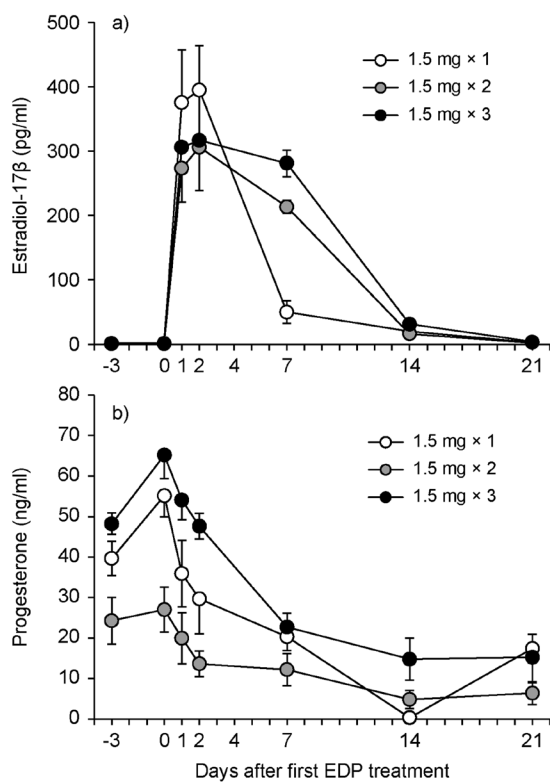 a)
500
400
300
200
100
0
Estradiol-17β (pg/ml)
1.5 mg × 1
1.5 mg × 2
1.5 mg × 3
-3 0 1 2 4 7 14 21
b)
80
70
60
50
40
30
20
10
0
Progesterone (ng/ml)
1.5 mg × 1
1.5 mg × 2
1.5 mg × 3
-3 0 1 2 4 7 14 21
Days after first EDP treatment